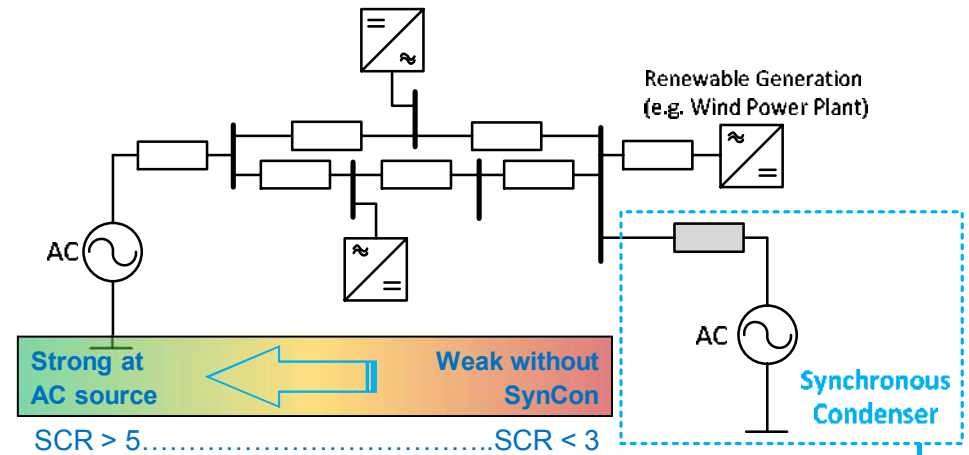 Renewable Generation
(e.g. Wind Power Plant)
AC
AC
Strong at
AC source
Weak without
SynCon
Synchronous
Condenser
SCR > 5…………………………………..SCR < 3